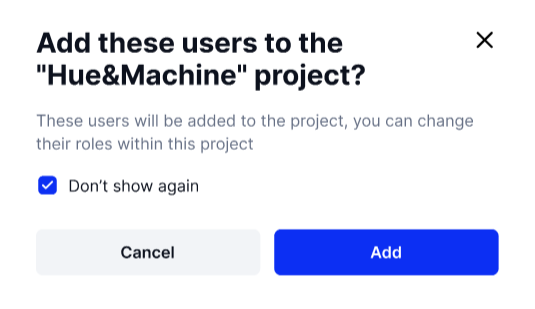 Add these users to the
"Hue&Machine" project?
These users will be added to the project, you can change
their roles within this project
Don't show again
Cancel
Add